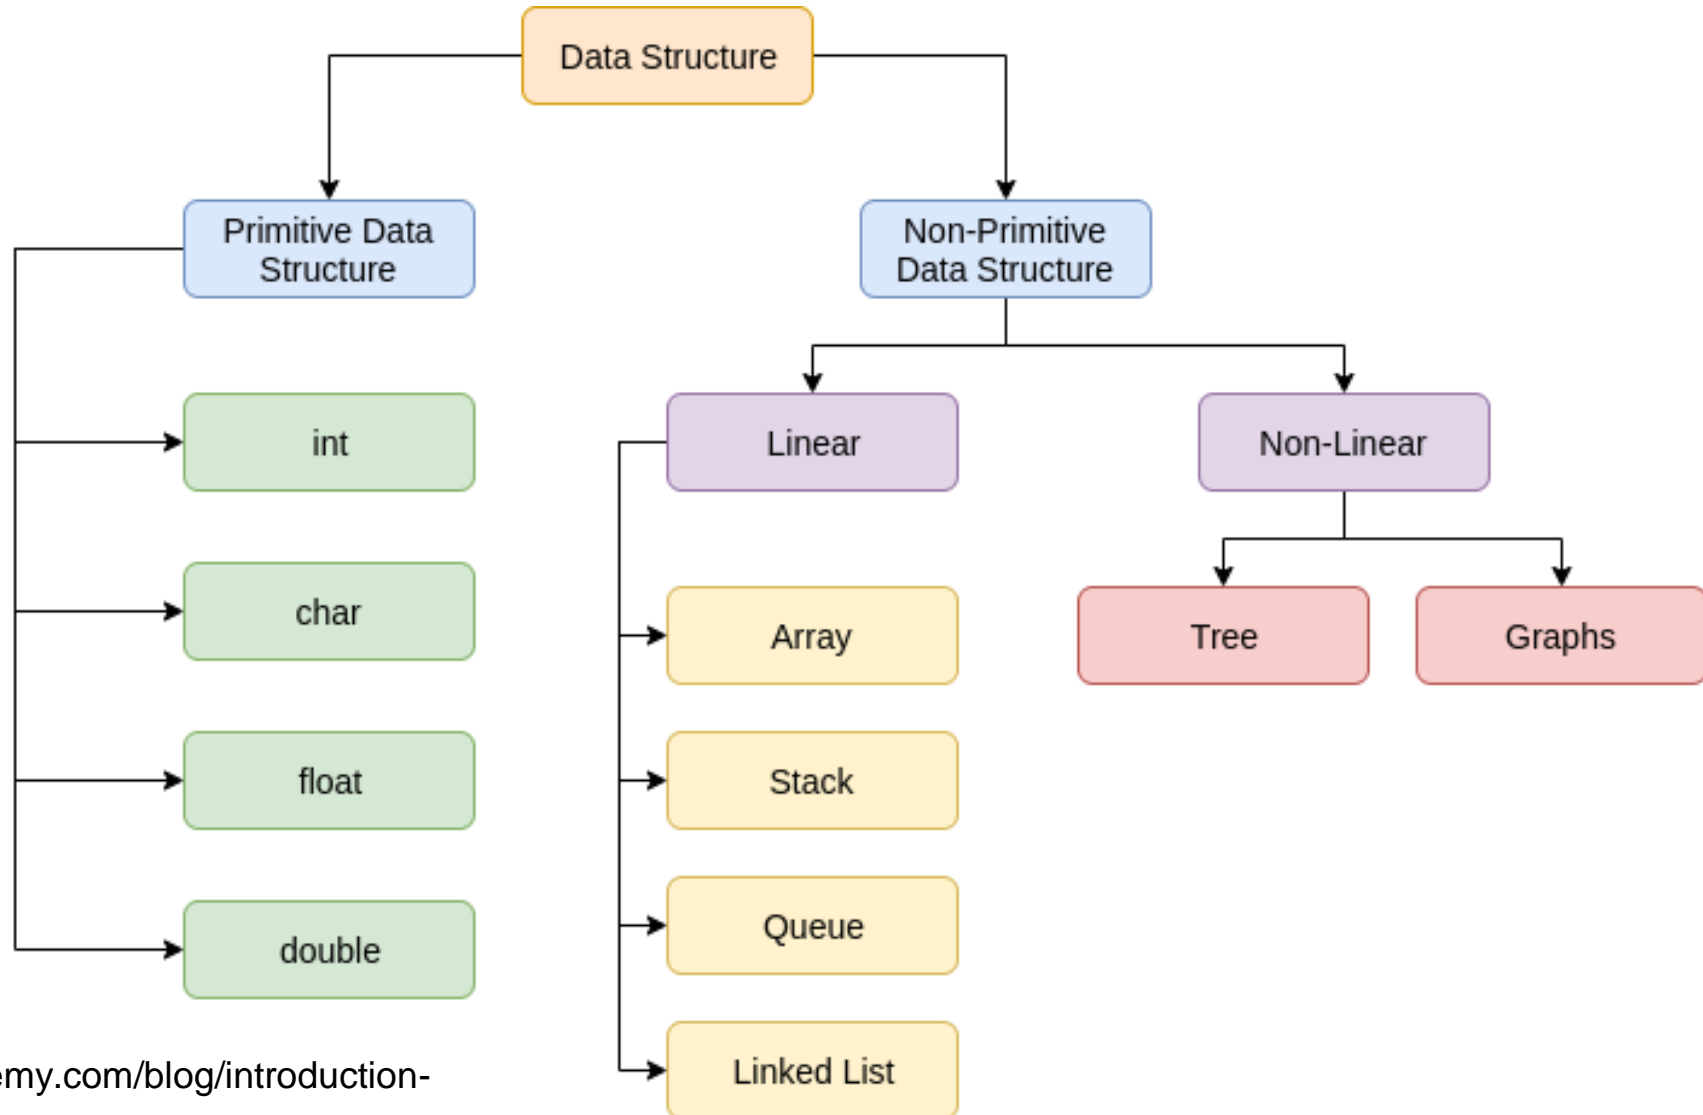 Data Structure
Primitive Data
Structure
Non-Primitive
Data Structure
int
char
float
double
Linear
Non-Linear
Array
Stack
Queue
Linked List
Tree
Graphs
emy.com/blog/introduction-